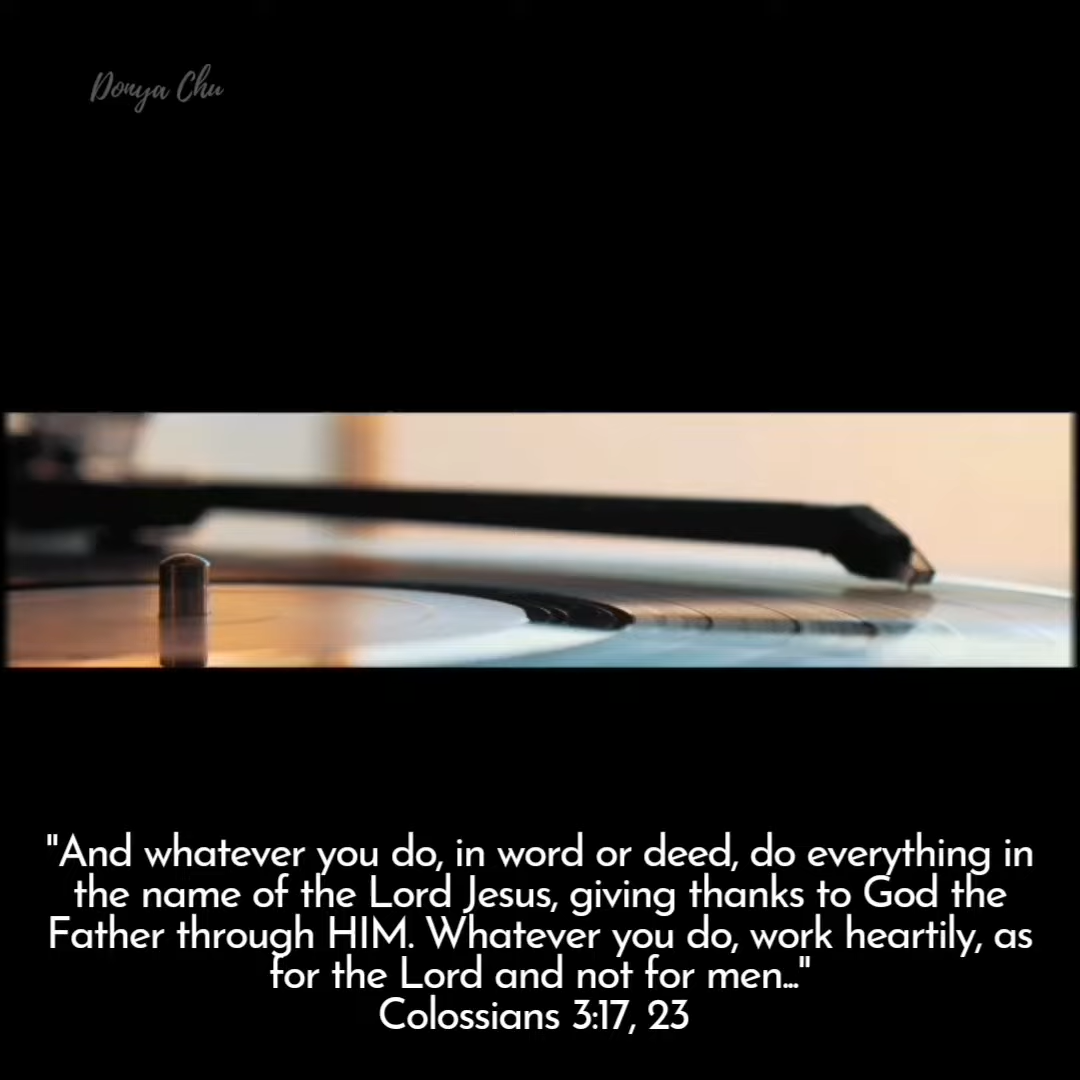 Donya Chu
"And whatever you do, in word or deed, do everything in
the name of the Lord Jesus, giving thanks to God the
Father through HIM. Whatever you do, work heartily, as
for the Lord and not for men..."
Colossians 3:17, 23